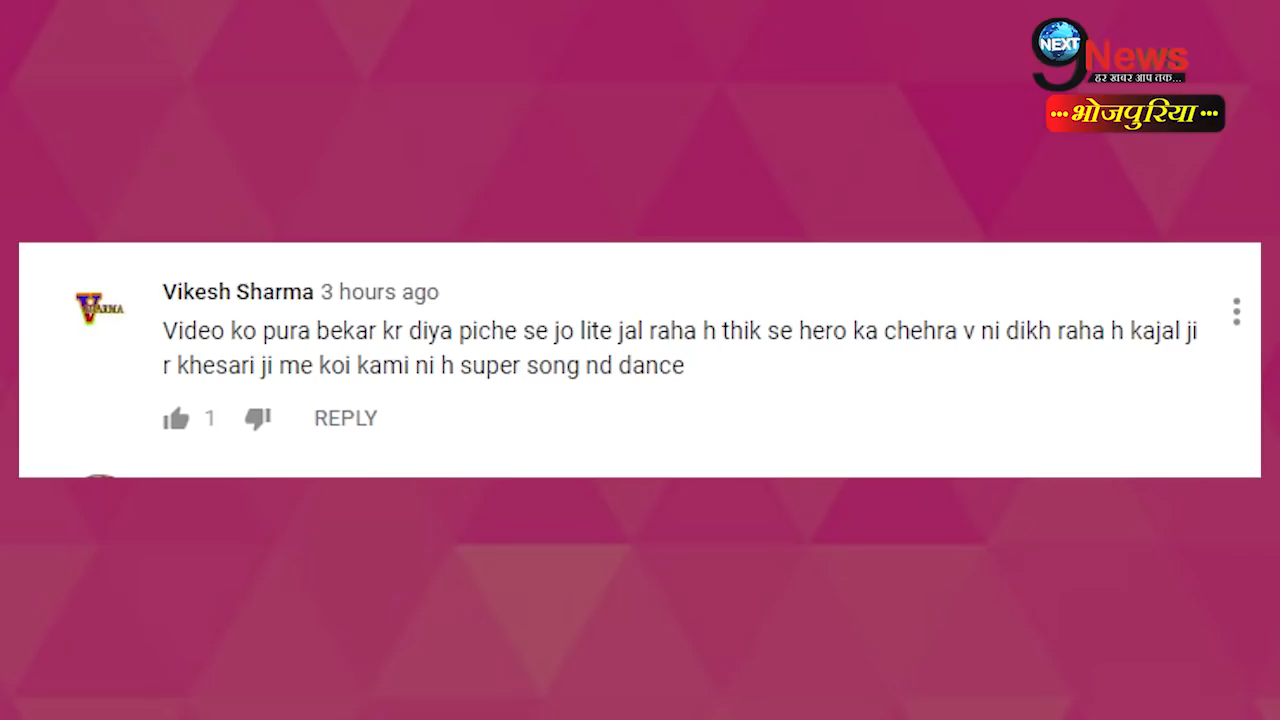 NEXT
9 News
हर खबर आप तक...
...भोजपुरिया...
Vikesh Sharma 3 hours ago
Video ko pura bekar kr diya piche se jo lite jal raha h thik se hero ka chehra v ni dikh raha h kajal ji
r khesari ji me koi kami ni h super song nd dance
1 REPLY